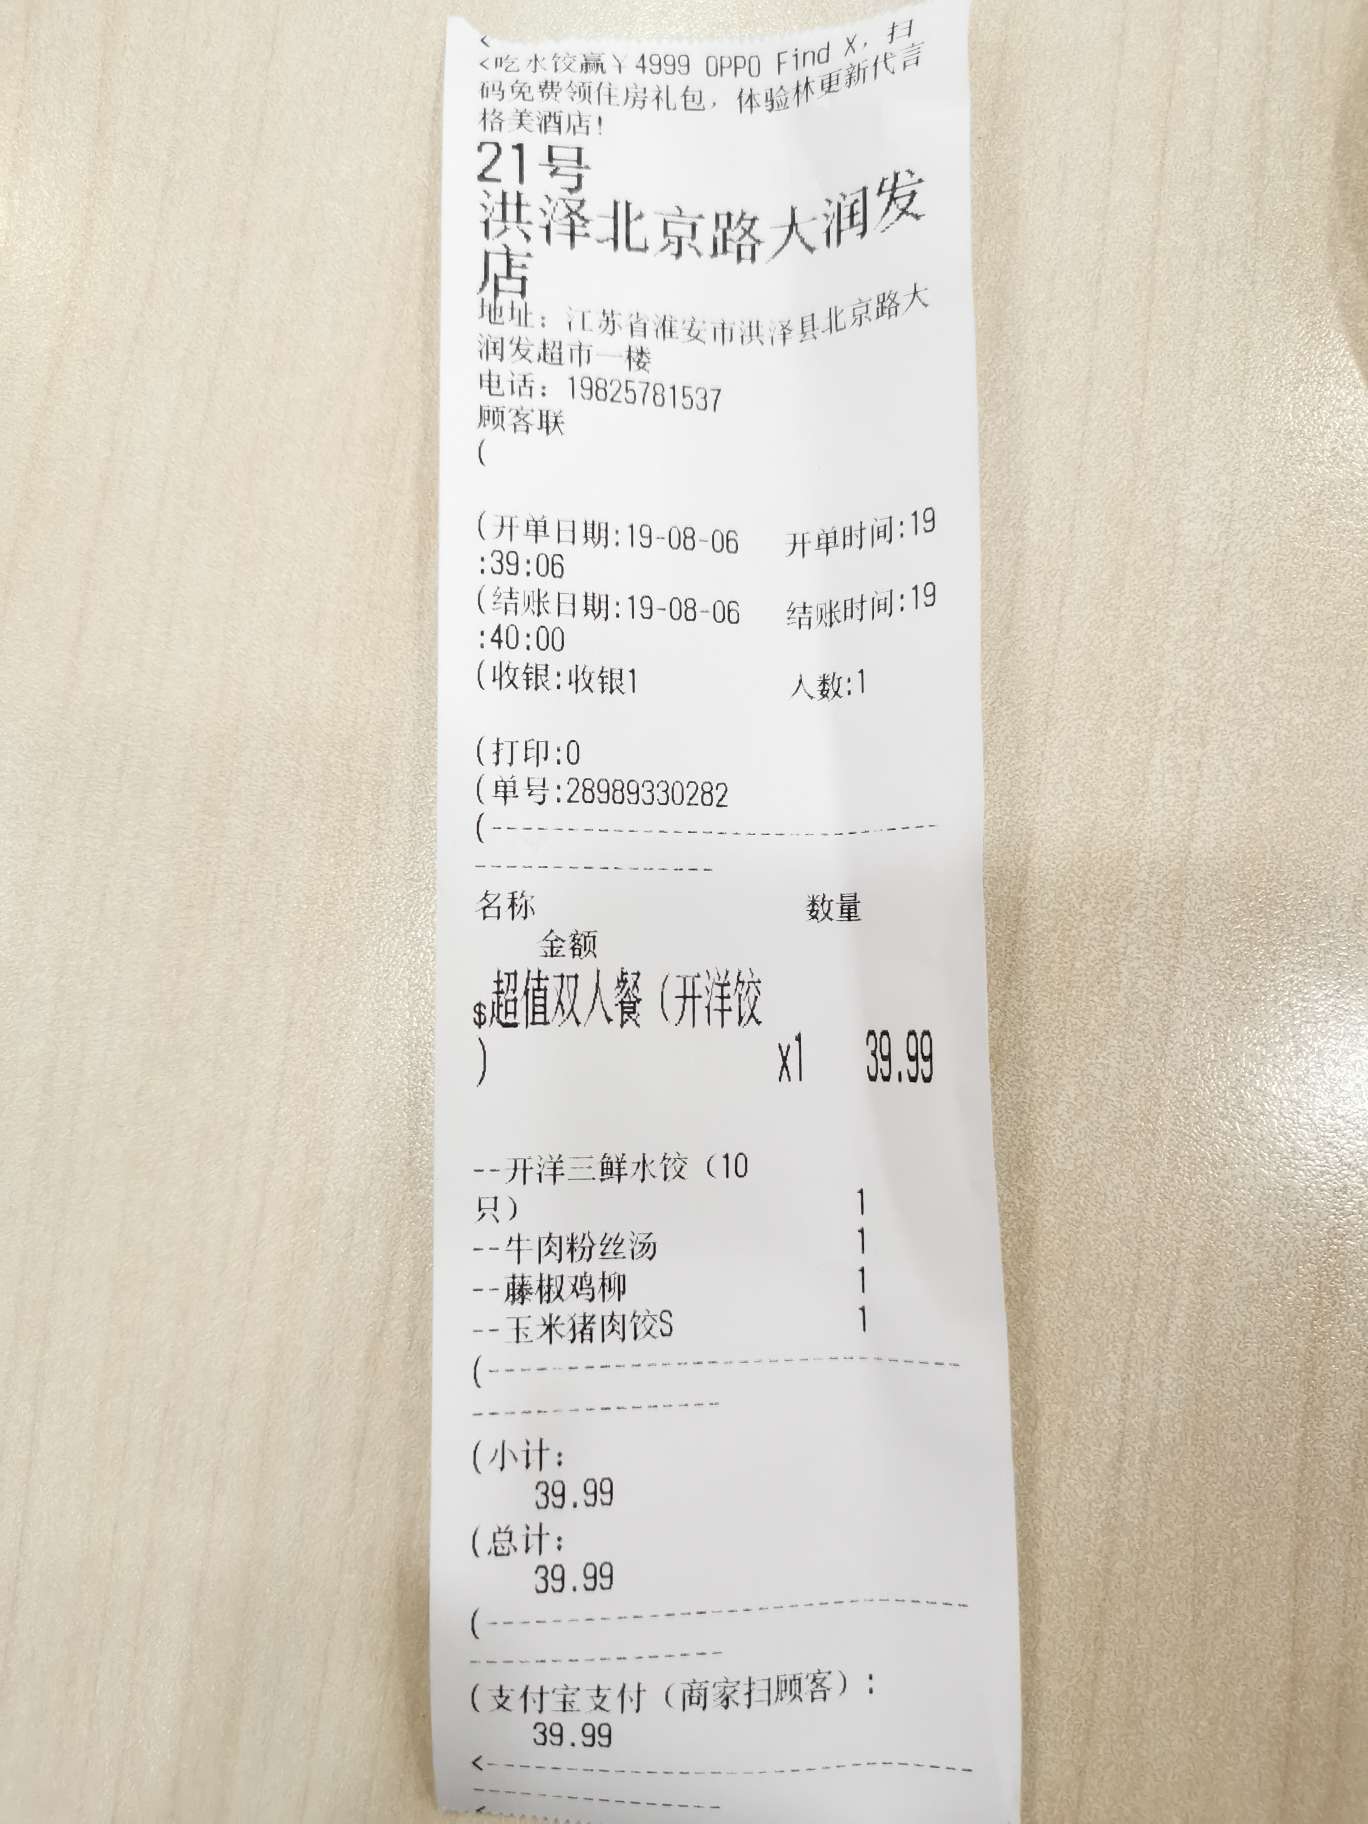 <
<吃水饺赢￥4999 OPPO Find X，扫
码免费领住房礼包，体验林更新代言
格美酒店！
21号
洪泽北京路大润发
店
地址：江苏省淮安市洪泽县北京路大
润发超市一楼
电话：19825781537
顾客联
(
(开单日期:19-08-06 开单时间:19
:39:06
(结账日期:19-08-06 结账时间:19
:40:00
(收银:收银1 人数:1
(打印:0
(单号:28989330282
(------------------------------
----------------
名称 数量
金额
$超值双人餐（开洋饺
） x1 39.99
--开洋三鲜水饺（10
只） 1
--牛肉粉丝汤 1
--藤椒鸡柳 1
--玉米猪肉饺S 1
(------------------------------
----------------
(小计：
39.99
(总计：
39.99
(------------------------------
----------------
(支付宝支付（商家扫顾客）：
39.99
<------------------------------
----------------
<